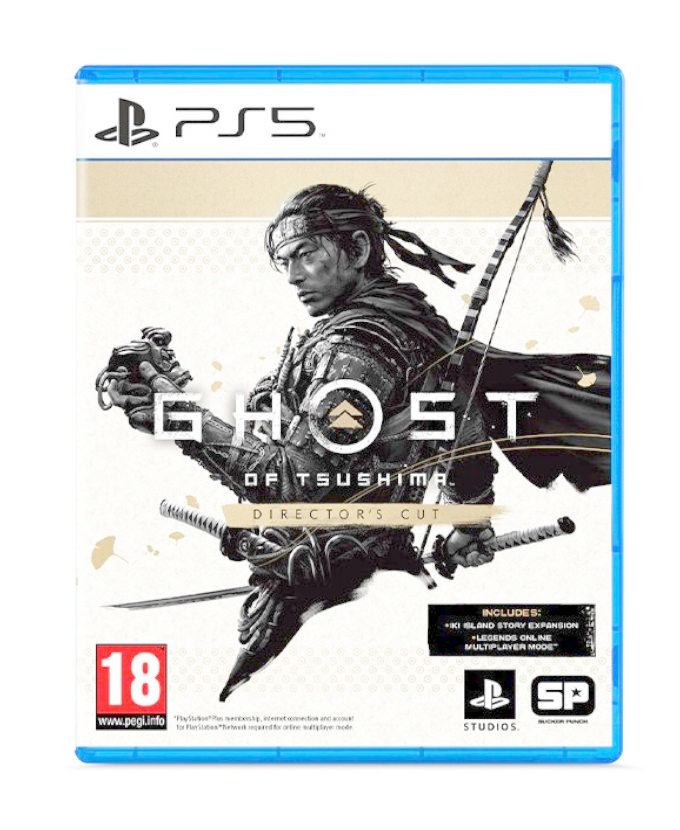 PS5
GHOST
OF TSUSHIMA™
DIRECTOR'S CUT
INCLUDES:
•IKI ISLAND STORY EXPANSION
•LEGENDS ONLINE
MULTIPLAYER MODE*
18
www.pegi.info
*PlayStation®Plus membership, internet connection and account
for PlayStation™Network required for online multiplayer mode.
STUDIOS.
SP
SUCKER PUNCH